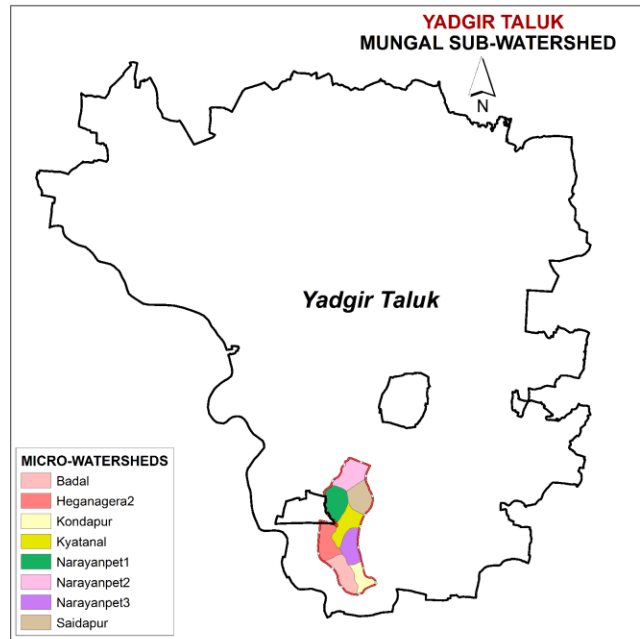 YADGIR TALUK
MUNGAL SUB-WATERSHED
N
Yadgir Taluk
MICRO-WATERSHEDS
Badal
Heganagera2
Kondapur
Kyatanal
Narayanpet1
Narayanpet2
Narayanpet3
Saidapur